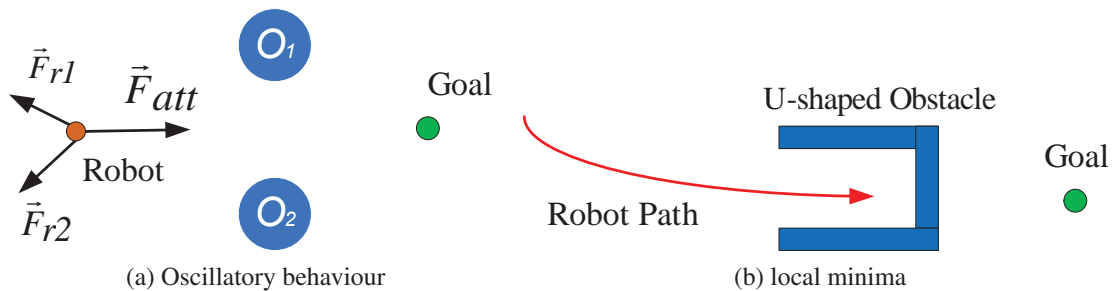 O1
F⃗r1
F⃗att
Goal
Robot
F⃗r2
O2
(a) Oscillatory behaviour
U-shaped Obstacle
Goal
Robot Path
(b) local minima